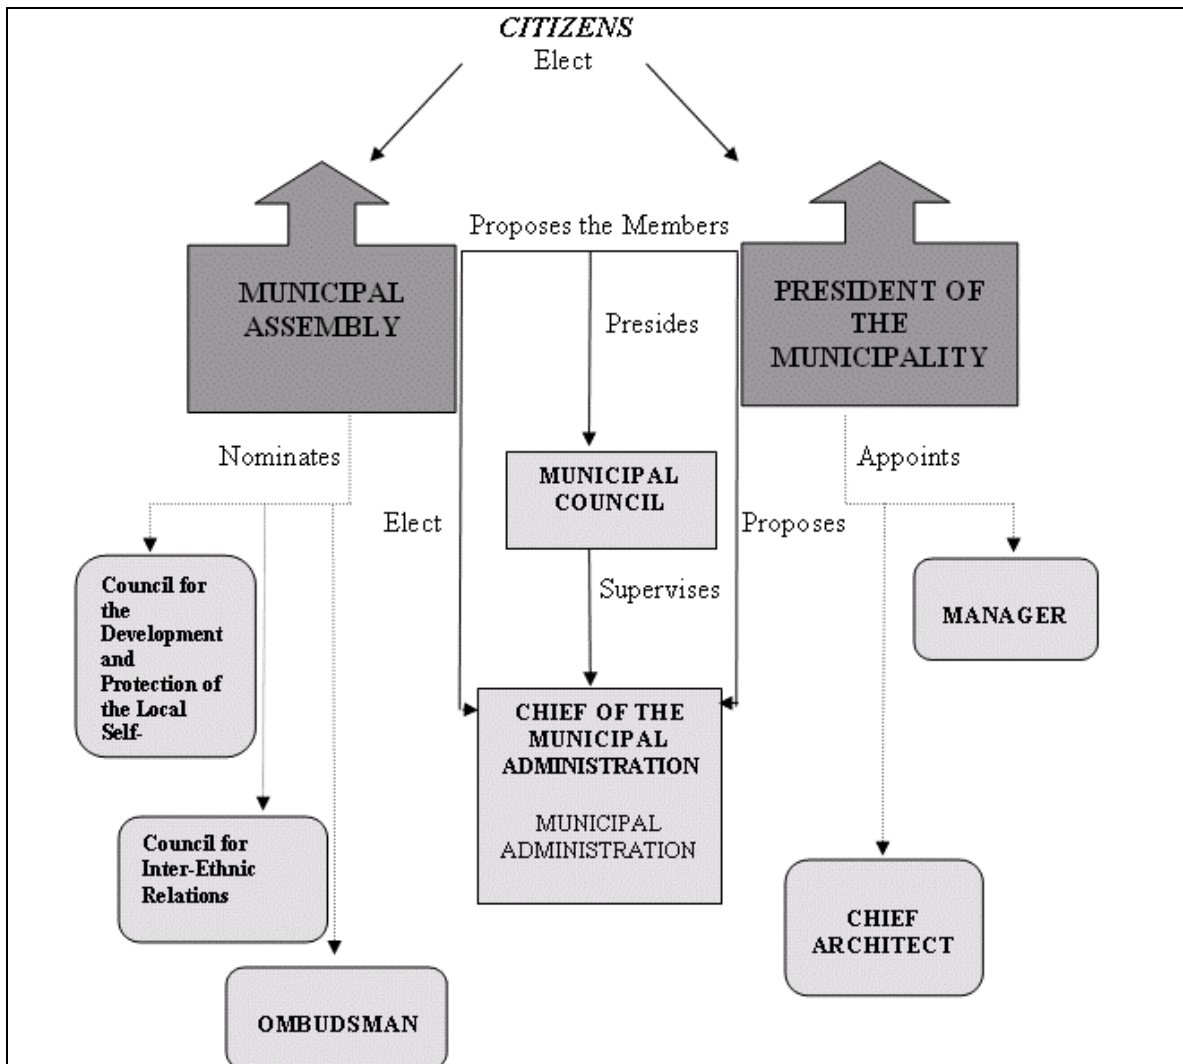 CITIZENS
Elect
Proposes the Members
MUNICIPAL
ASSEMBLY
PRESIDENT OF
THE
MUNICIPALITY
Presides
Nominates
Appoints
MUNICIPAL
COUNCIL
Elect
Proposes
Supervises
Council for
the
Development
and
Protection of
the Local
Self-
MANAGER
CHIEF OF THE
MUNICIPAL
ADMINISTRATION
MUNICIPAL
ADMINISTRATION
Council for
Inter-Ethnic
Relations
CHIEF
ARCHITECT
OMBUDSMAN